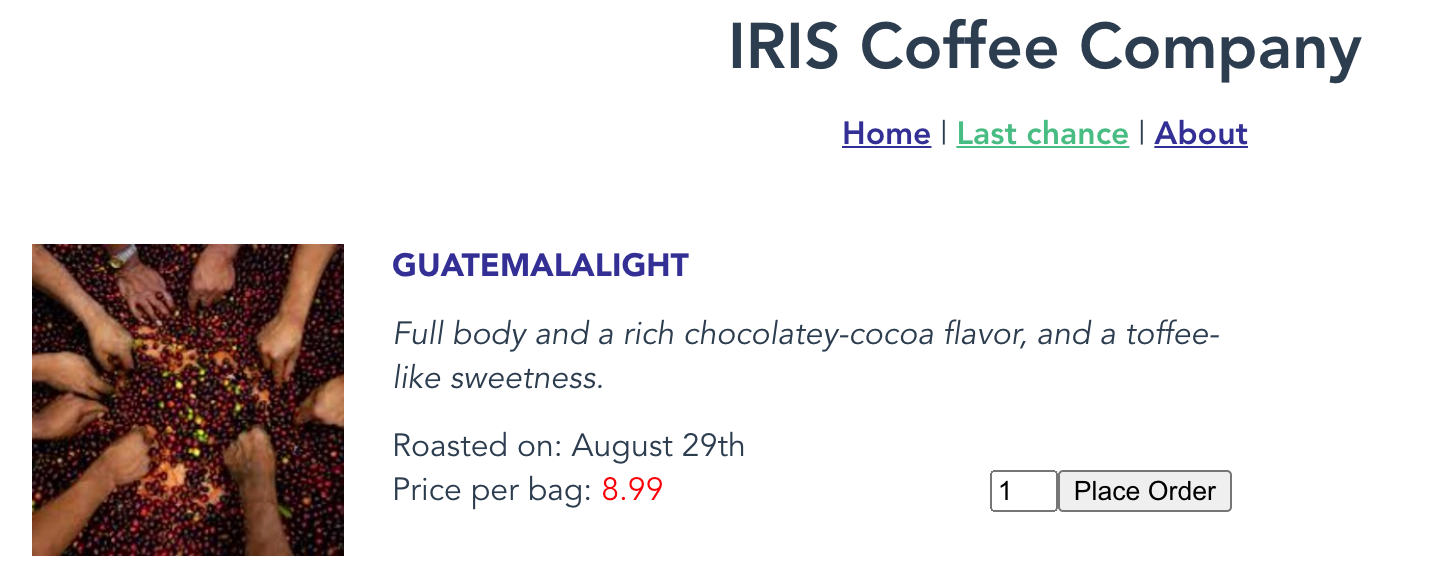 IRIS Coffee Company
Home | Last chance | About
GUATEMALALIGHT
Full body and a rich chocolatey-cocoa flavor, and a toffee-
like sweetness.
Roasted on: August 29th
Price per bag: 8.99
1 Place Order